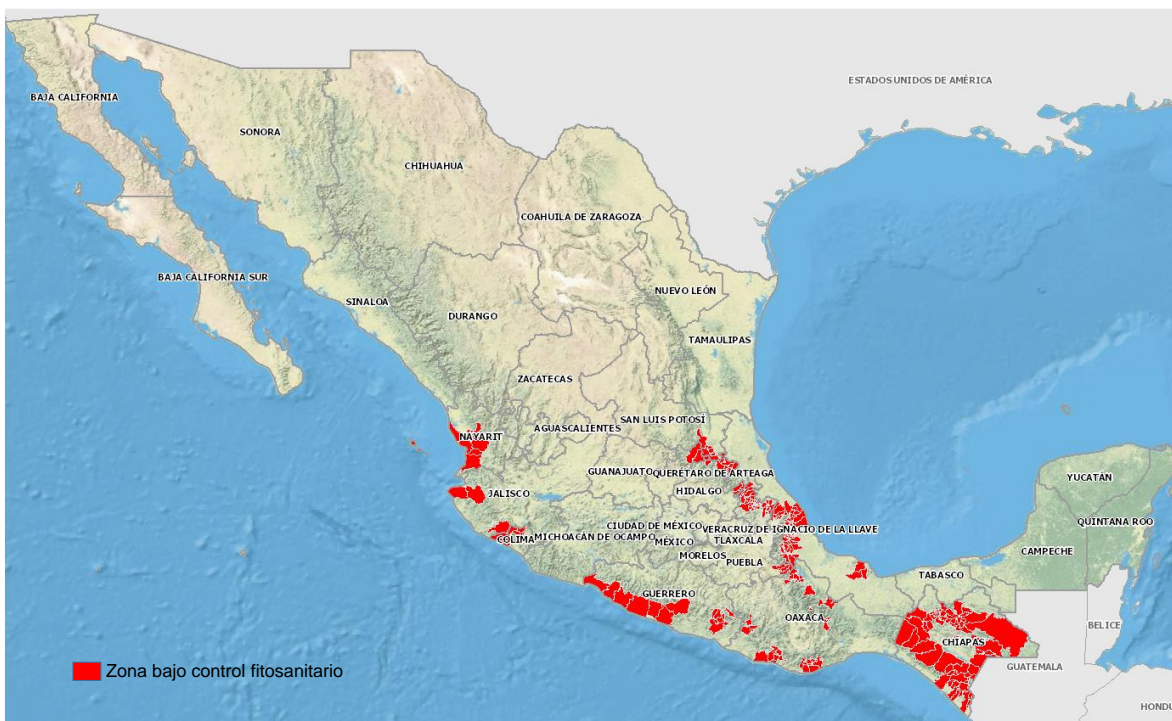 ESTADOS UNIDOS DE AMÉRICA
BAJA CALIFORNIA
SONORA
CHIHUAHUA
COAHUILA DE ZARAGOZA
BAJA CALIFORNIA SUR
NUEVO LEÓN
SINALOA
DURANGO
TAMAULIPAS
ZACATECAS
SAN LUIS POTOSÍ
AGUASCALIENTES
NAYARIT
GUANAJUATO
QUERÉTARO DE ARTEAGA
YUCATÁN
HIDALGO
JALISCO
QUINTANA ROO
CIUDAD DE MÉXICO
VERACRUZ DE IGNACIO DE LA LLAVE
COLIMA
MICHOACÁN DE OCAMPO
MÉXICO
TLAXCALA
CAMPECHE
MORELOS
PUEBLA
TABASCO
GUERRERO
OAXACA
BELICE
CHIAPAS
GUATEMALA
Zona bajo control fitosanitario
HONDU